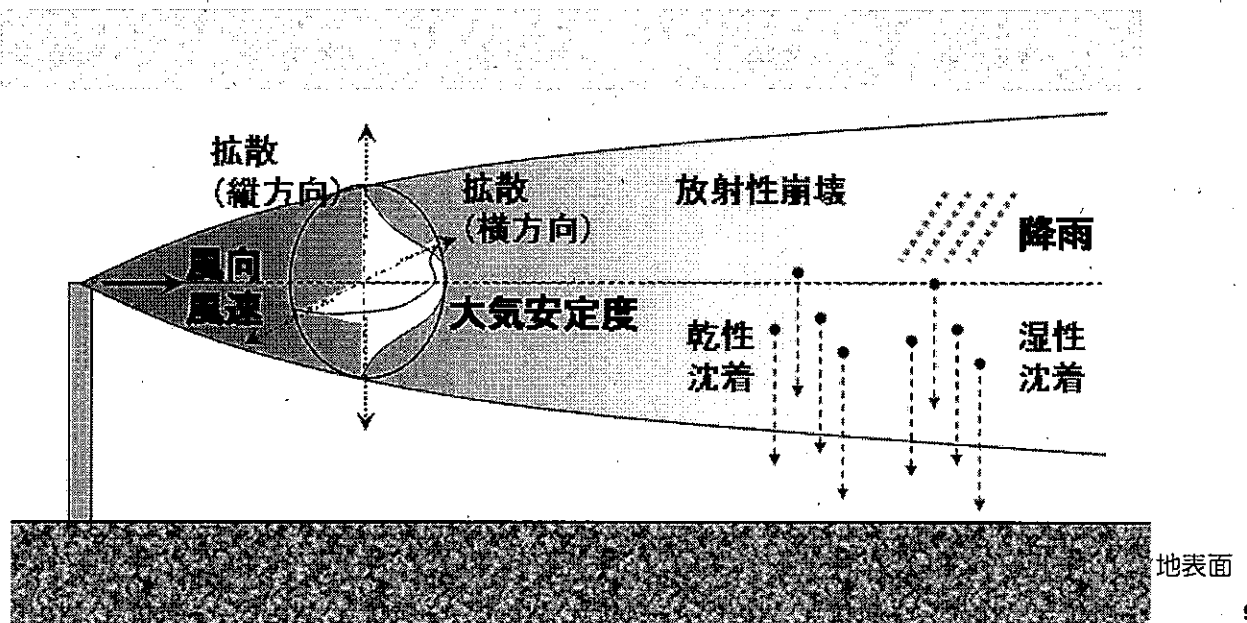 拡散
(縦方向)
拡散
(横方向)
放射性崩壊
降雨
風向
風速
大気安定度
乾性
沈着
湿性
沈着
地表面